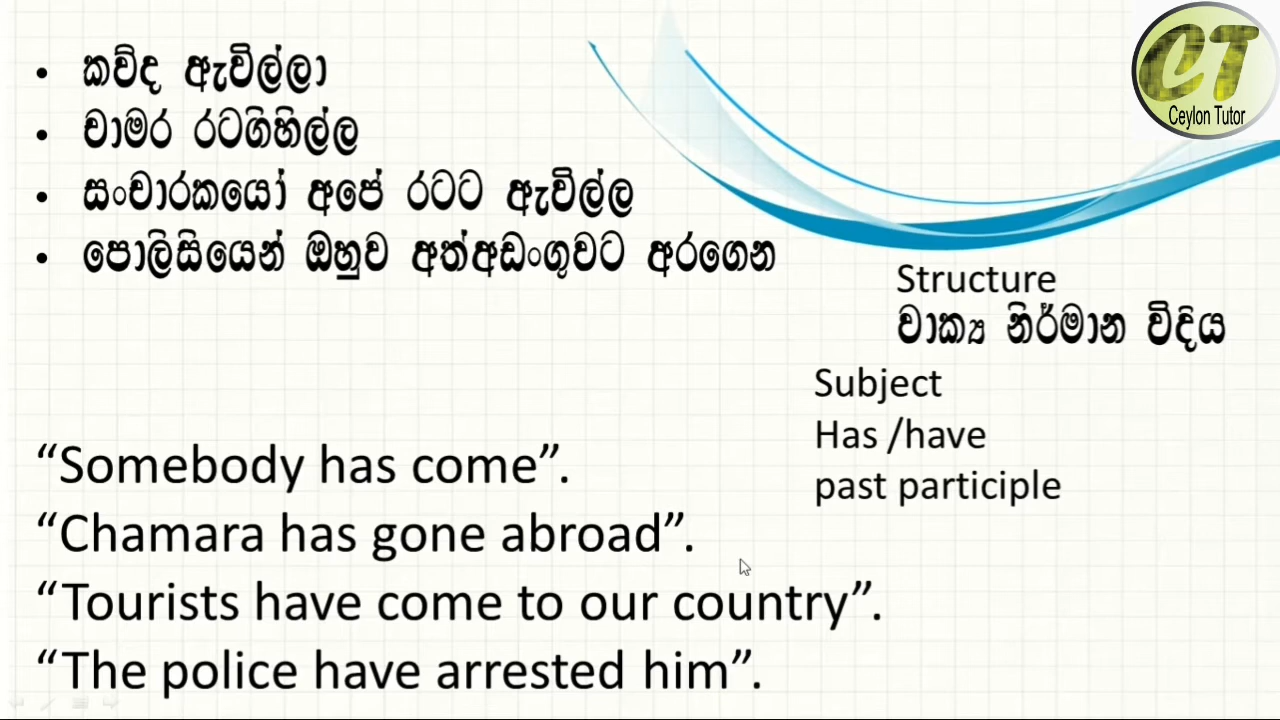 • කව්ද ඇවිල්ලා
• චාමර රටගිහිල්ල
• සංචාරකයෝ අපේ රටට ඇවිල්ල
• පොලිසියෙන් ඔහුව අත්අඩංගුවට අරගෙන
CT
Ceylon Tutor
Structure
වාක්‍ය නිර්මාන විදිය
Subject
Has /have
past participle
“Somebody has come”.
“Chamara has gone abroad”.
“Tourists have come to our country”.
“The police have arrested him”.